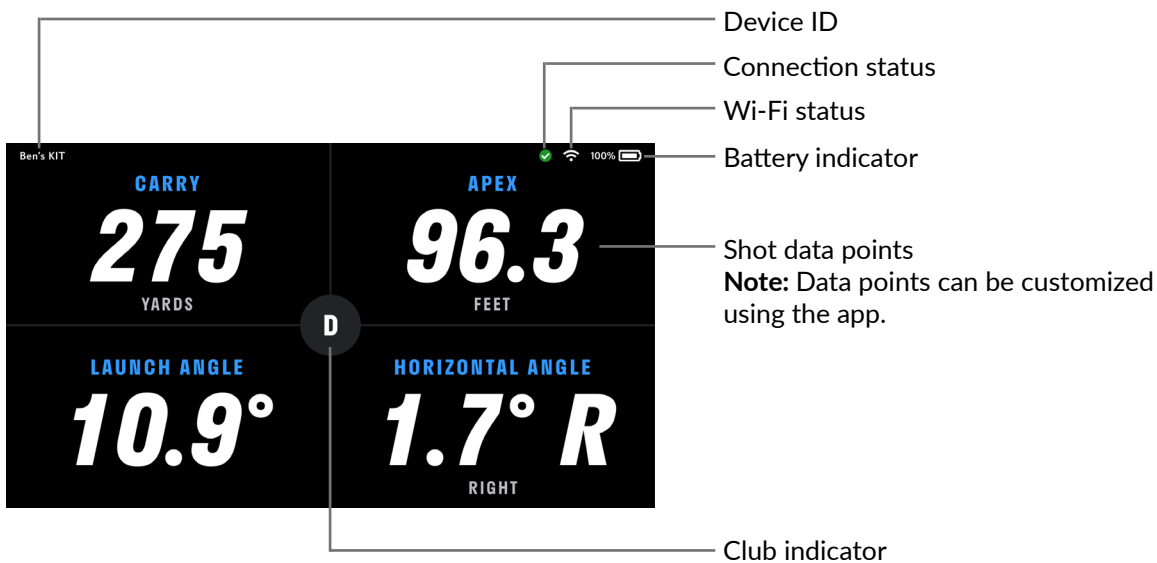 Device ID
Connection status
Wi-Fi status
Ben's KIT
100%
Battery indicator
CARRY
275
YARDS
APEX
96.3
FEET
Shot data points
Note: Data points can be customized
using the app.
D
LAUNCH ANGLE
10.9°
HORIZONTAL ANGLE
1.7° R
RIGHT
Club indicator